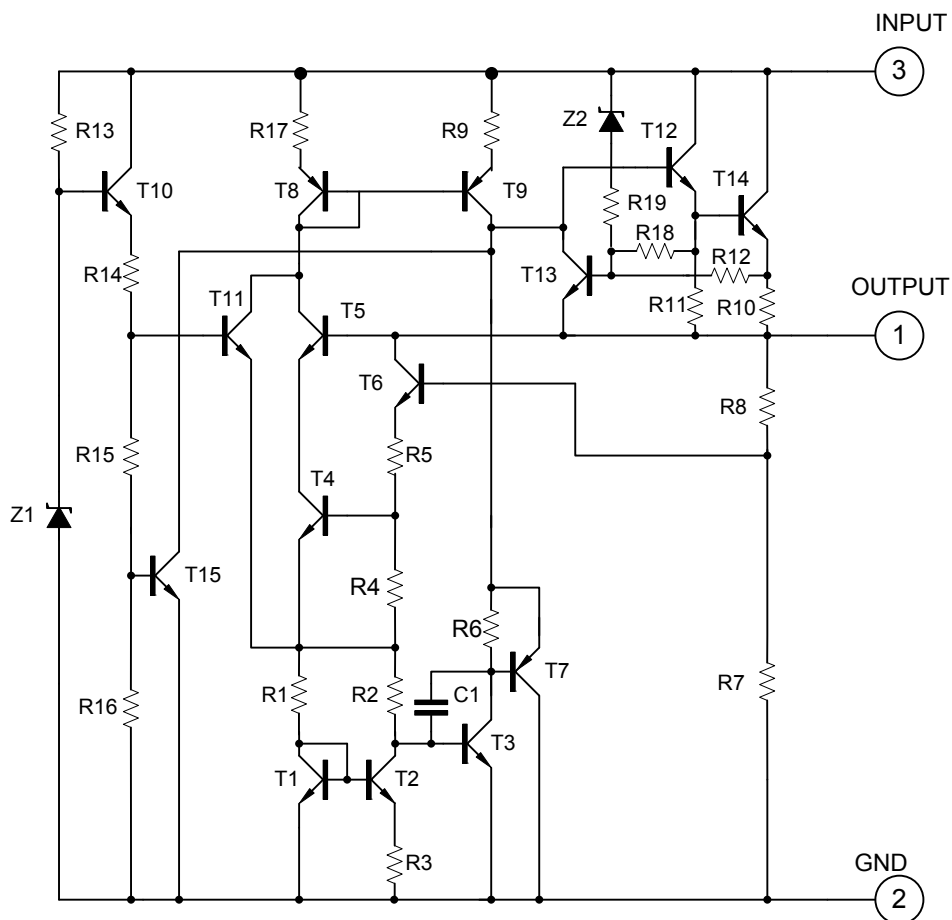 INPUT
3
R17
R9
Z2
T12
R13
T10
T8
T9
T14
R19
R18
R12
R14
T13
T11
T5
R11
R10
OUTPUT
1
T6
R8
R15
R5
T4
Z1
T15
R4
R6
T7
R1
R2
C1
R7
R16
T3
T1
T2
R3
GND
2